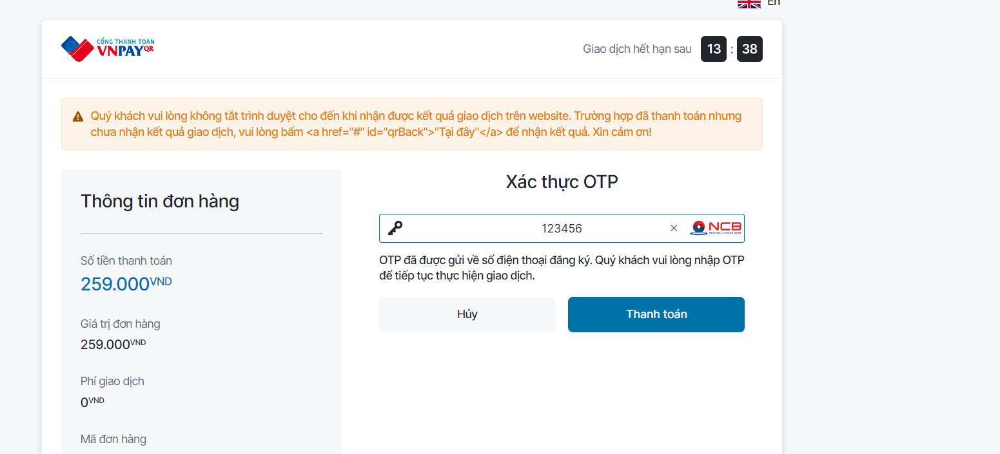 En
CỔNG THANH TOÁN
VNPAYQR
Giao dịch hết hạn sau 13 : 38
Quý khách vui lòng không tắt trình duyệt cho đến khi nhận được kết quả giao dịch trên website. Trường hợp đã thanh toán nhưng
chưa nhận kết quả giao dịch, vui lòng bấm <a href="#" id="qrBack">"Tại đây"</a> để nhận kết quả. Xin cảm ơn!
Thông tin đơn hàng
Số tiền thanh toán
259.000VND
Giá trị đơn hàng
259.000VND
Phí giao dịch
0VND
Mã đơn hàng
Xác thực OTP
123456 × NCB
NATIONAL CITIZEN BANK
OTP đã được gửi về số điện thoại đăng ký. Quý khách vui lòng nhập OTP
để tiếp tục thực hiện giao dịch.
Hủy
Thanh toán